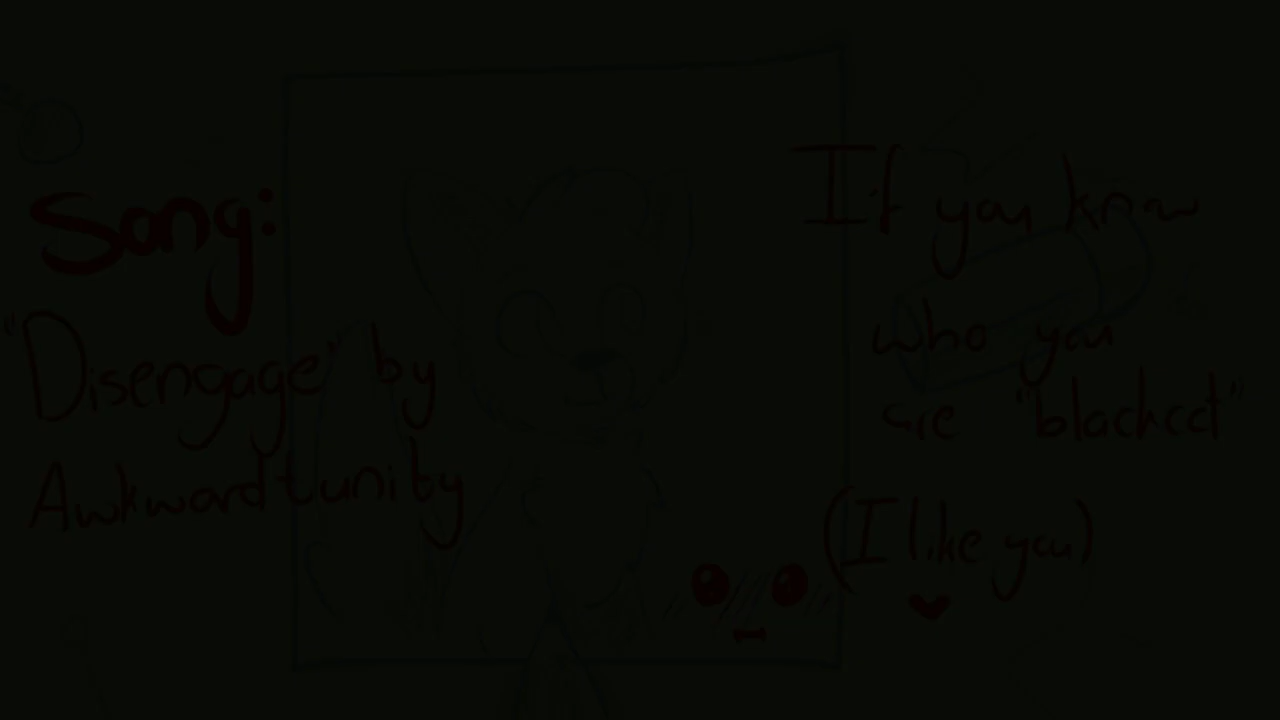 Song:
"Disengage" by
Awkwardtunity
If you know
who you
are "blackcat"
(I like you)